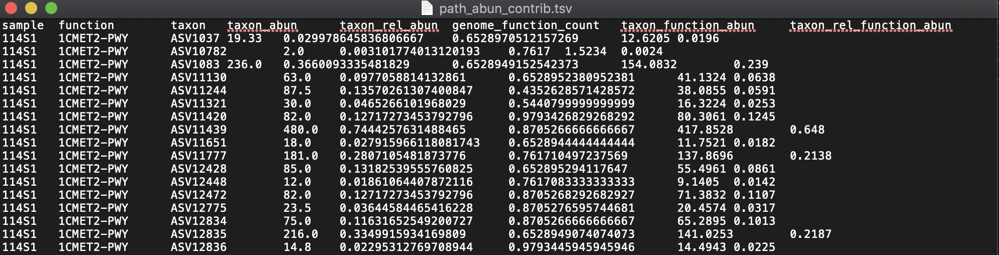 path_abun_contrib.tsv
sample function taxon taxon_abun taxon_rel_abun genome_function_count taxon_function_abun taxon_rel_function_abun
114S1 1CMET2-PWY ASV1037 19.33 0.029978645836806667 0.6528970512157269 12.6205 0.0196
114S1 1CMET2-PWY ASV10782 2.0 0.003101774013120193 0.7617 1.5234 0.0024
114S1 1CMET2-PWY ASV1083 236.0 0.3660093335481829 0.6528949152542373 154.0832 0.239
114S1 1CMET2-PWY ASV11130 63.0 0.0977058814132861 0.6528952380952381 41.1324 0.0638
114S1 1CMET2-PWY ASV11244 87.5 0.13570261307400847 0.4352628571428572 38.0855 0.0591
114S1 1CMET2-PWY ASV11321 30.0 0.0465266101968029 0.5440799999999999 16.3224 0.0253
114S1 1CMET2-PWY ASV11420 82.0 0.12717273453792796 0.9793426829268292 80.3061 0.1245
114S1 1CMET2-PWY ASV11439 480.0 0.7444257631488465 0.8705266666666667 417.8528 0.648
114S1 1CMET2-PWY ASV11651 18.0 0.027915966118081743 0.6528944444444444 11.7521 0.0182
114S1 1CMET2-PWY ASV11777 181.0 0.2807105481873776 0.761710497237569 137.8696 0.2138
114S1 1CMET2-PWY ASV12428 85.0 0.13182539555760825 0.652895294117647 55.4961 0.0861
114S1 1CMET2-PWY ASV12448 12.0 0.01861064407872116 0.7617083333333333 9.1405 0.0142
114S1 1CMET2-PWY ASV12472 82.0 0.12717273453792796 0.8705268292682927 71.3832 0.1107
114S1 1CMET2-PWY ASV12775 23.5 0.03644584465416228 0.8705276595744681 20.4574 0.0317
114S1 1CMET2-PWY ASV12834 75.0 0.11631652549200727 0.8705266666666667 65.2895 0.1013
114S1 1CMET2-PWY ASV12835 216.0 0.3349915934169809 0.6528949074074073 141.0253 0.2187
114S1 1CMET2-PWY ASV12836 14.8 0.02295312769708944 0.9793445945945946 14.4943 0.0225